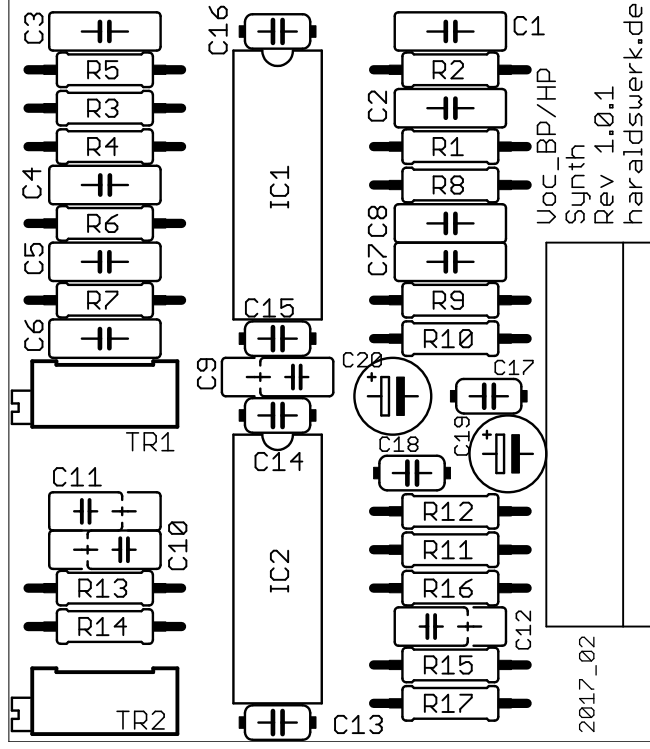 C3
R5
R3
R4
C4
R6
C5
R7
C6
TR1
C11
C10
R13
R14
TR2
C16
IC1
C15
C9
C14
IC2
C13
C1
R2
C2
R1
R8
C8
C7
R9
R10
C20
C17
C19
C18
R12
R11
R16
C12
R15
R17
Voc_BP/HP
Synth
Rev 1.0.1
haraldswerk.de
2017_02
+
+